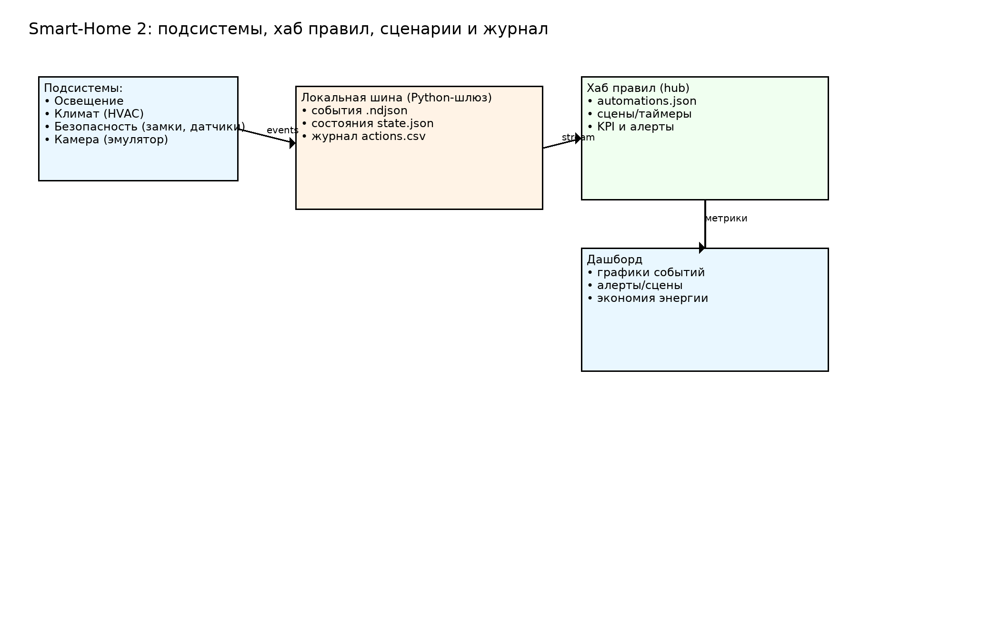 Smart-Home 2: подсистемы, хаб правил, сценарии и журнал
Подсистемы:
• Освещение
• Климат (HVAC)
• Безопасность (замки, датчики)
• Камера (эмулятор)
events
Локальная шина (Python-шлюз)
• события .ndjson
• состояния state.json
• журнал actions.csv
stream
Хаб правил (hub)
• automations.json
• сцены/таймеры
• KPI и алерты
метрики
Дашборд
• графики событий
• алерты/сцены
• экономия энергии